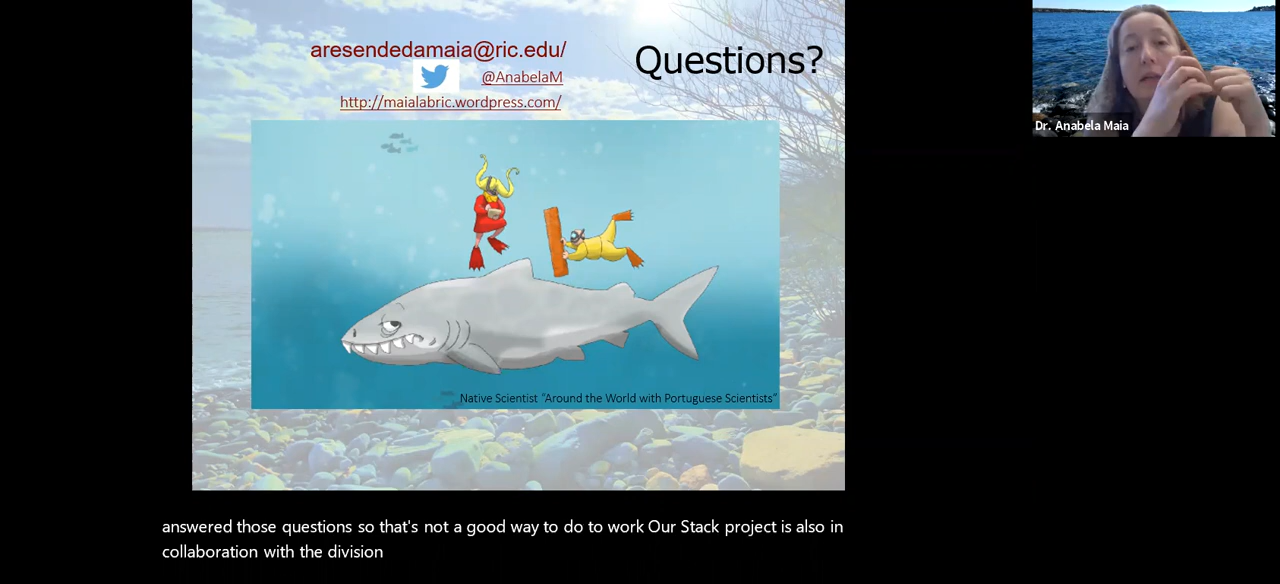 aresendedamaia@ric.edu/
Questions?
@AnabelaM
http://maialabric.wordpress.com/
Dr. Anabela Maia
Native Scientist "Around the World with Portuguese Scientists"
answered those questions so that's not a good way to do to work Our Stack project is also in
collaboration with the division